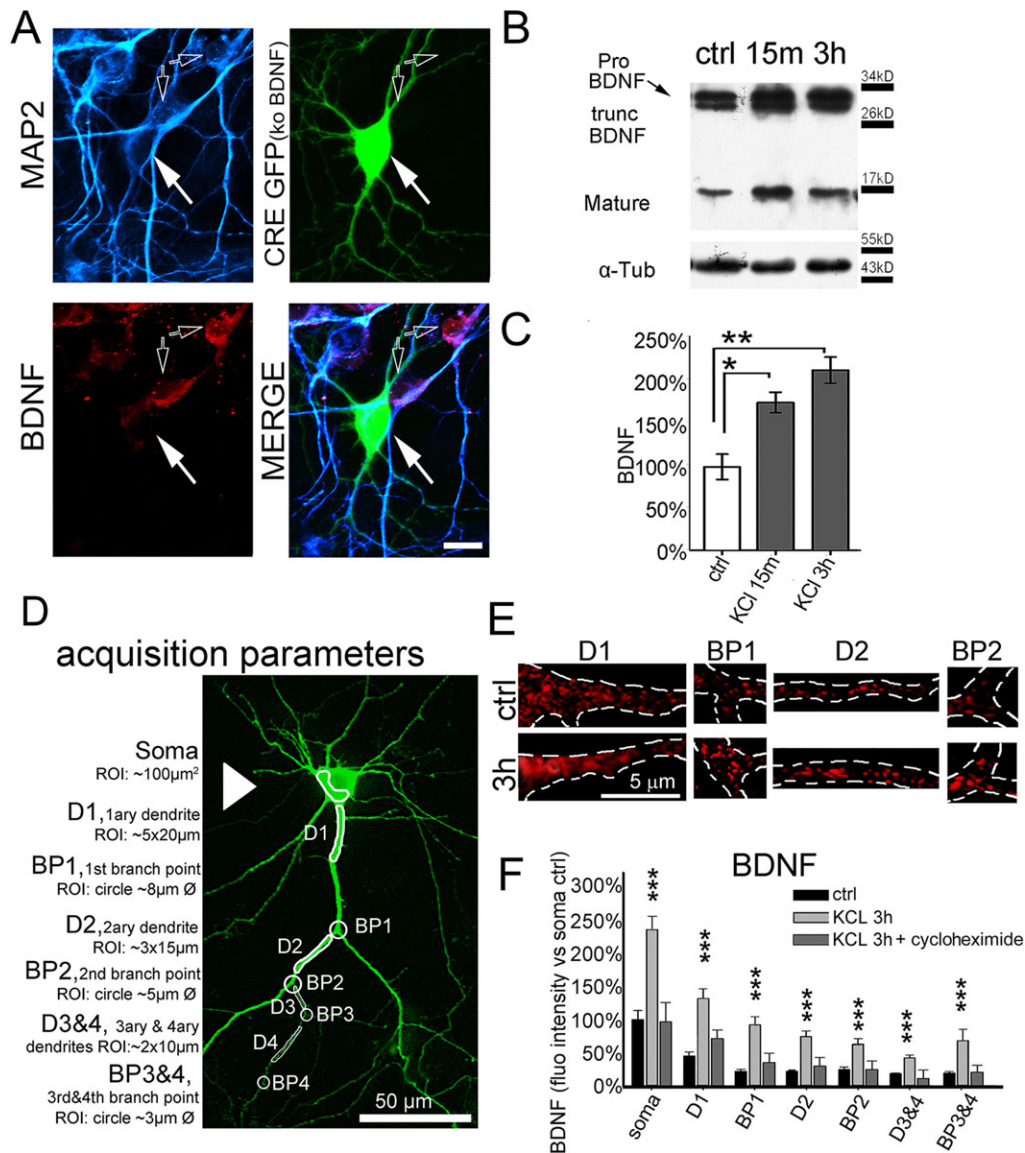 A
MAP2
CRE GFP(ko BDNF)
BDNF
MERGE
B
ctrl 15m 3h
Pro
BDNF
trunc
BDNF
Mature
α-Tub
34kD
26kD
17kD
55kD
43kD
C
**
*
BDNF
250%
200%
150%
100%
50%
0%
ctrl
KCl 15m
KCl 3h
D
acquisition parameters
Soma
ROI: ~100µm²
D1,1ary dendrite
ROI: ~5x20µm
BP1,1st branch point
ROI: circle ~8µm Ø
D2,2ary dendrite
ROI: ~3x15µm
BP2,2nd branch point
ROI: circle ~5µm Ø
D3&4, 3ary & 4ary
dendrites ROI:~2x10µm
BP3&4,
3rd&4th branch point
ROI: circle ~3µm Ø
D1
BP1
D2
BP2
D3
BP3
D4
BP4
50 µm
E
D1 BP1 D2 BP2
ctrl
3h
5 µm
F
BDNF
BDNF (fluo intensity vs soma ctrl)
300%
250%
200%
150%
100%
50%
0%
ctrl
KCL 3h
KCL 3h + cycloheximide
***
***
***
***
***
***
***
soma
D1
BP1
D2
BP2
D3&4
BP3&4